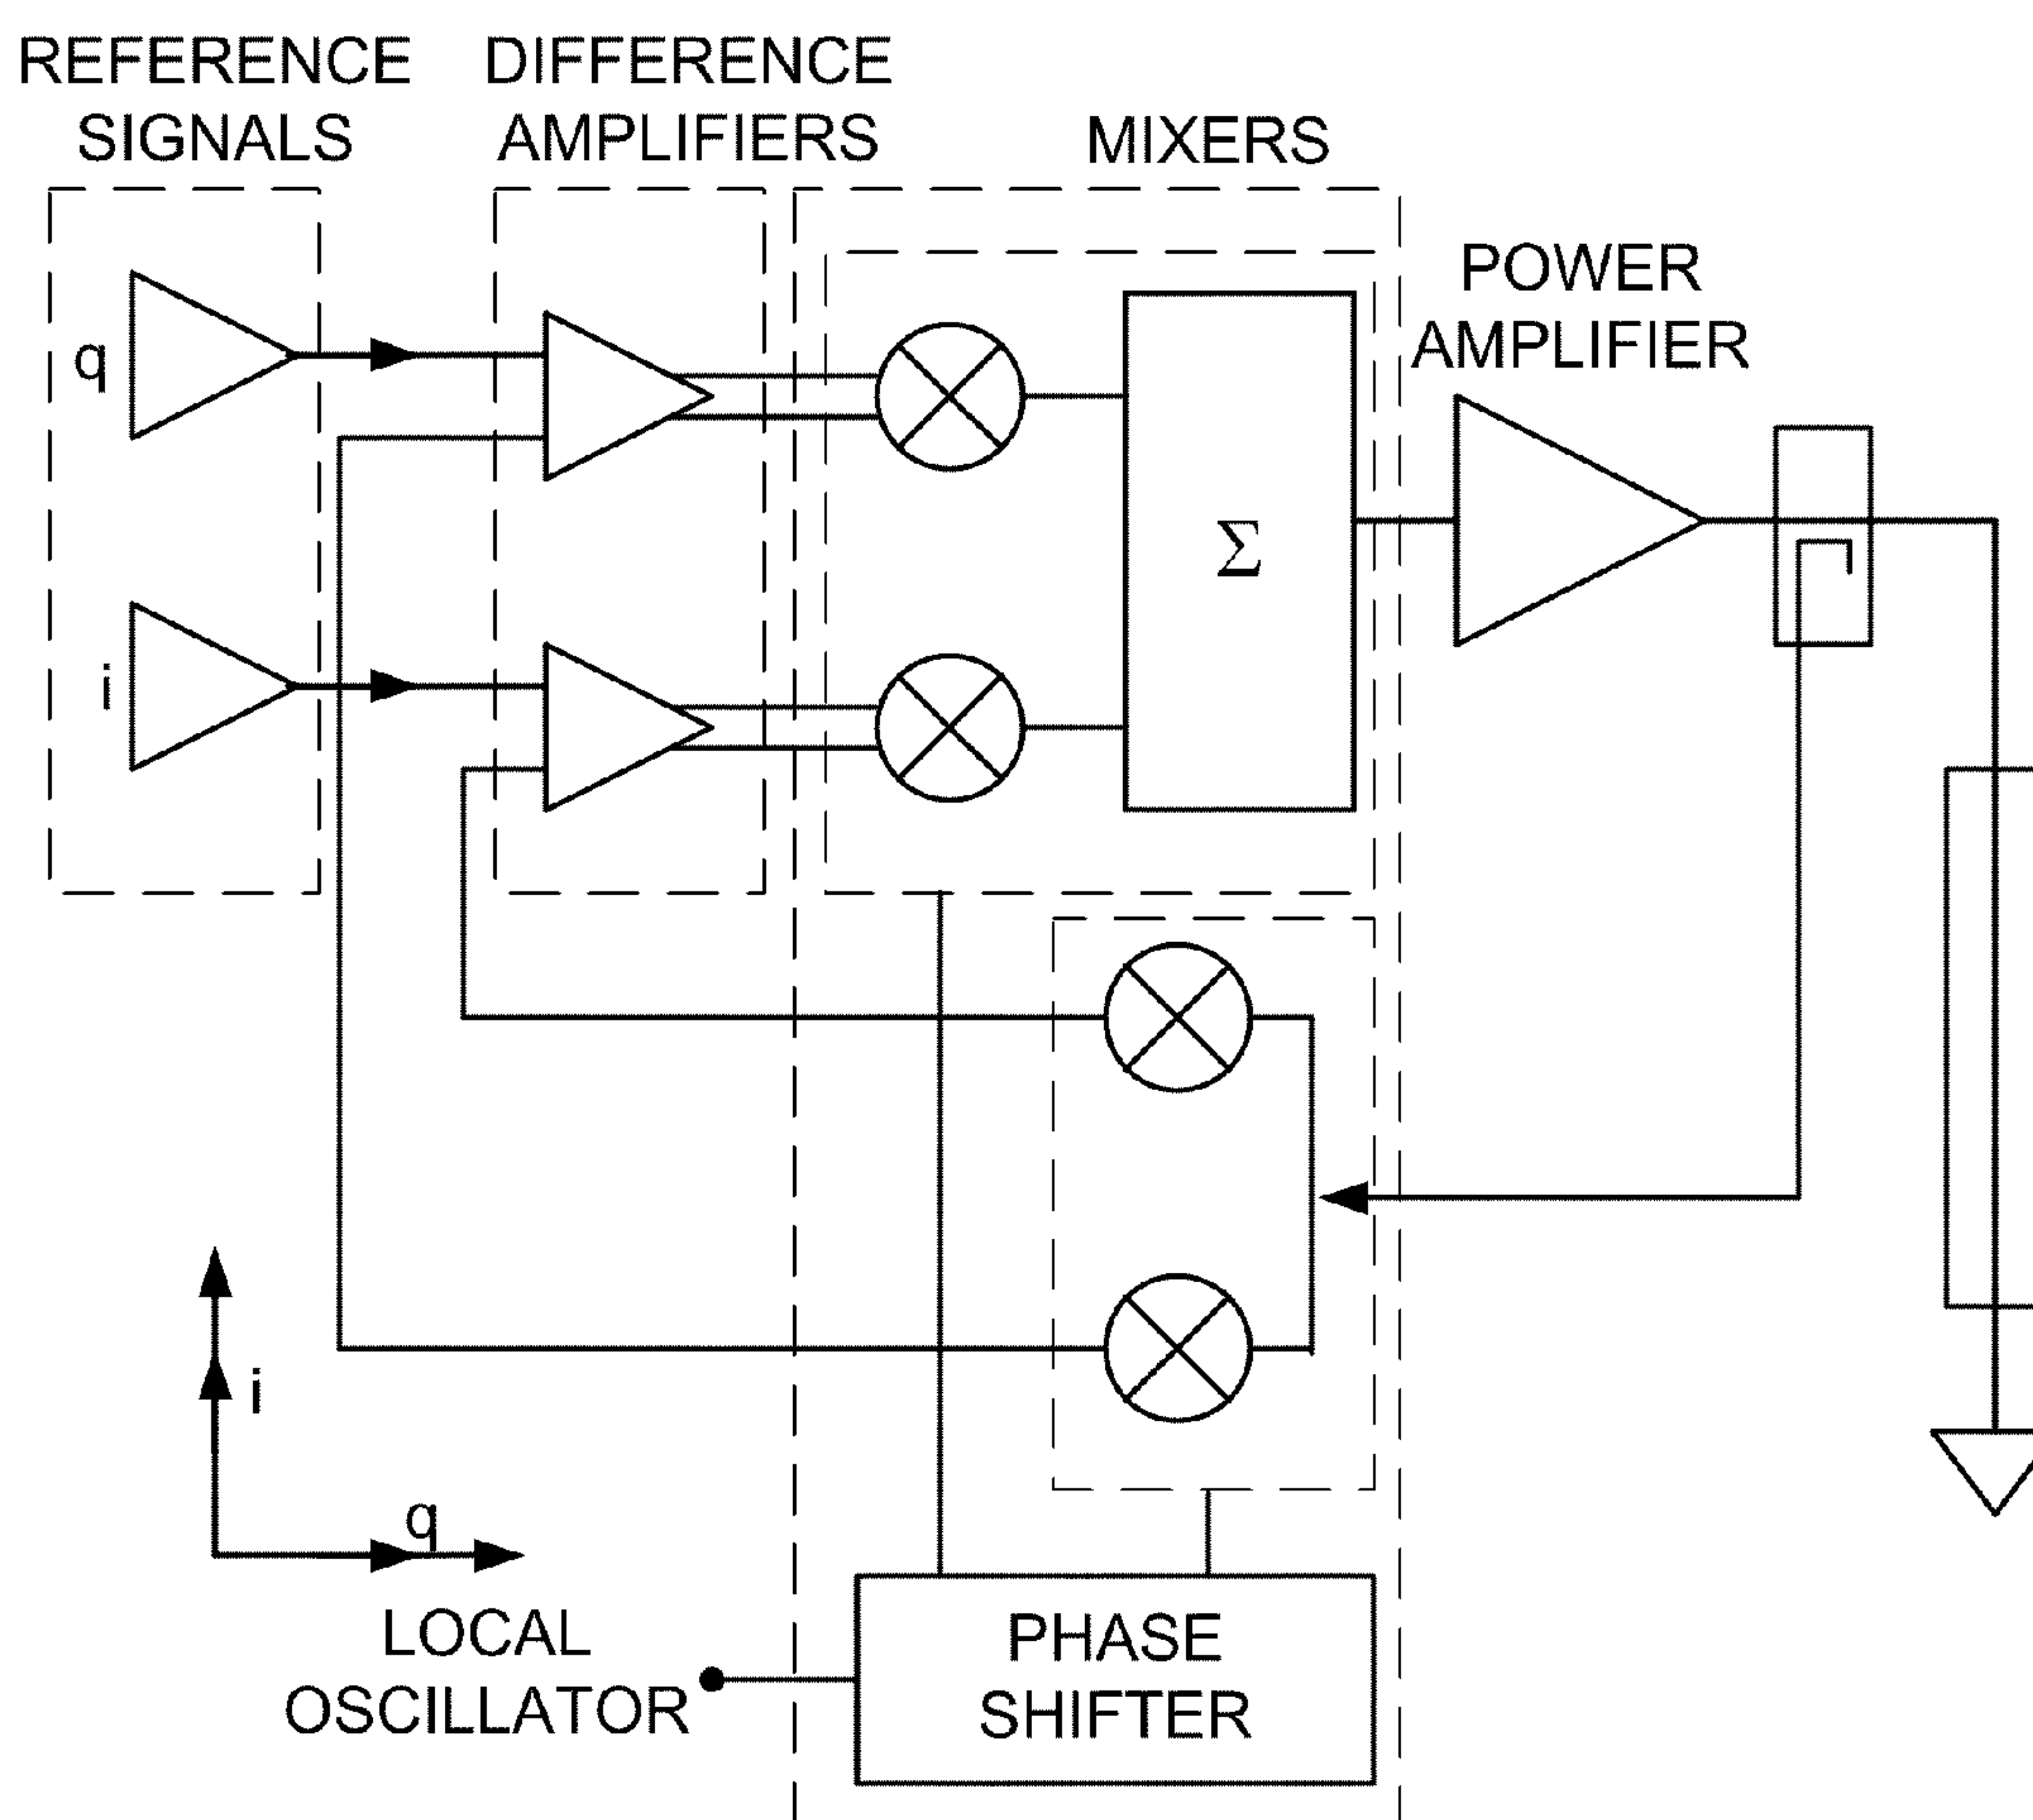 REFERENCE
SIGNALS
DIFFERENCE
AMPLIFIERS
MIXERS
POWER
AMPLIFIER
q
i
Σ
i
q
LOCAL
OSCILLATOR
PHASE
SHIFTER